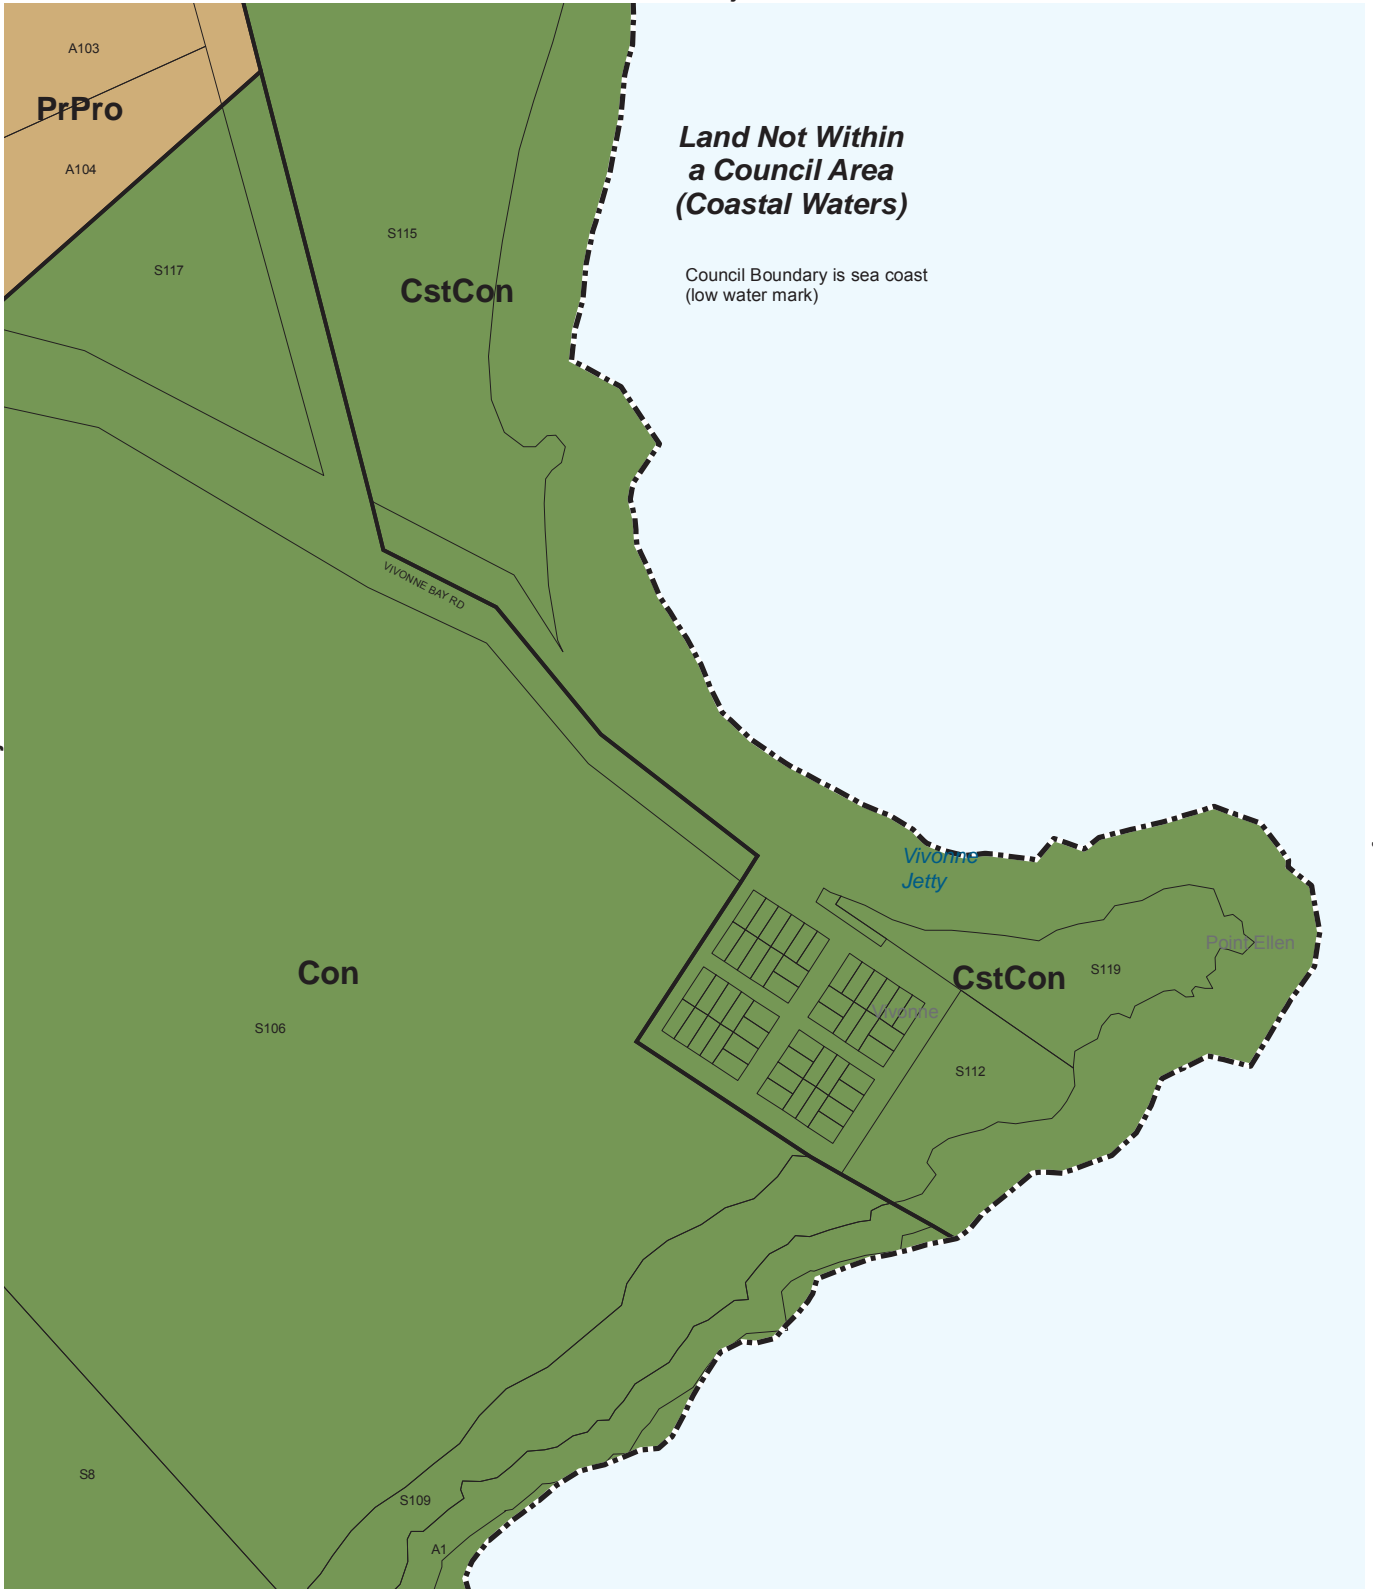 A103
PrPro
A104
Land Not Within
a Council Area
(Coastal Waters)
S115
S117
CstCon
Council Boundary is sea coast
(low water mark)
VIVONNE BAY RD
Vivonne
Jetty
Point Ellen
Con
CstCon
S119
Vivonne
S106
S112
S8
S109
A1